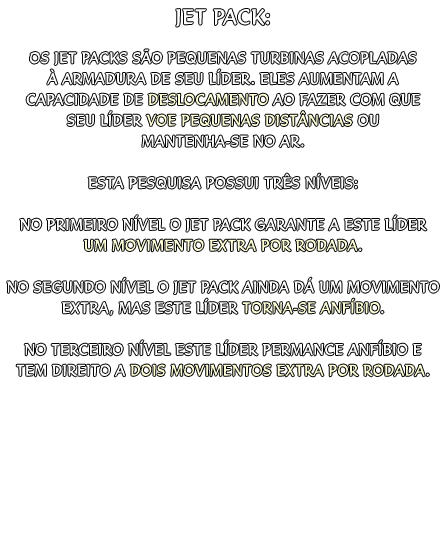 JET PACK:
OS JET PACKS SÃO PEQUENAS TURBINAS ACOPLADAS
À ARMADURA DE SEU LÍDER. ELES AUMENTAM A
CAPACIDADE DE DESLOCAMENTO AO FAZER COM QUE
SEU LÍDER VOE PEQUENAS DISTÂNCIAS OU
MANTENHA-SE NO AR.
ESTA PESQUISA POSSUI TRÊS NÍVEIS:
NO PRIMEIRO NÍVEL O JET PACK GARANTE A ESTE LÍDER
UM MOVIMENTO EXTRA POR RODADA.
NO SEGUNDO NÍVEL O JET PACK AINDA DÁ UM MOVIMENTO
EXTRA, MAS ESTE LÍDER TORNA-SE ANFÍBIO.
NO TERCEIRO NÍVEL ESTE LÍDER PERMANCE ANFÍBIO E
TEM DIREITO A DOIS MOVIMENTOS EXTRA POR RODADA.